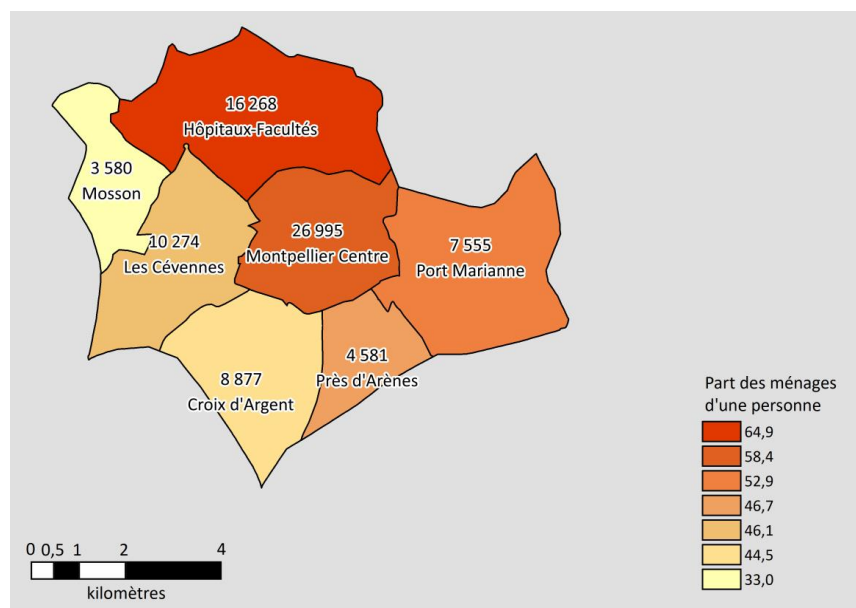 16 268
Hôpitaux-Facultés
3 580
Mosson
10 274
Les Cévennes
26 995
Montpellier Centre
7 555
Port Marianne
4 581
Près d'Arènes
8 877
Croix d'Argent
Part des ménages
d'une personne
64,9
58,4
52,9
46,7
46,1
44,5
33,0
0 0,5 1 2 4
kilomètres